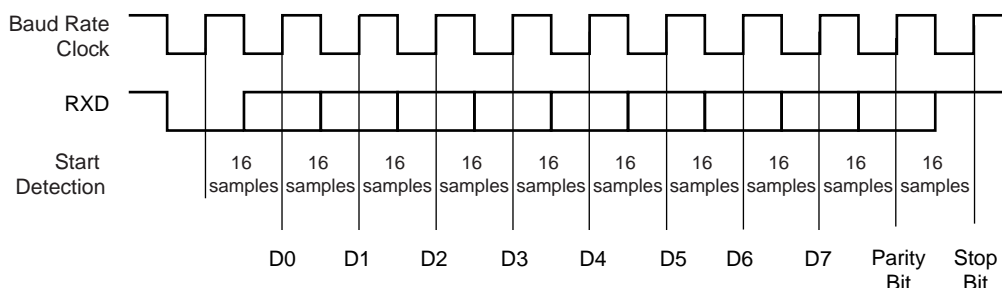 Baud Rate
Clock
RXD
Start
Detection
16 16 16 16 16 16 16 16 16 16
samples samples samples samples samples samples samples samples samples samples
D0 D1 D2 D3 D4 D5 D6 D7 Parity Stop
Bit Bit